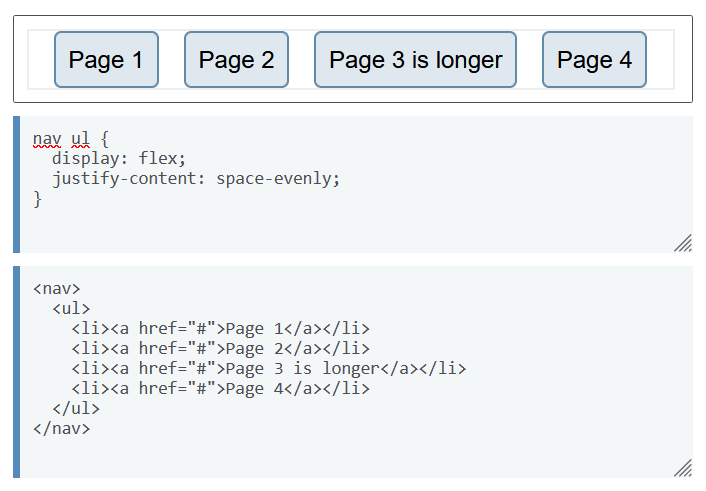 Page 1 Page 2 Page 3 is longer Page 4
nav ul {
  display: flex;
  justify-content: space-evenly;
}
<nav>
  <ul>
    <li><a href="#">Page 1</a></li>
    <li><a href="#">Page 2</a></li>
    <li><a href="#">Page 3 is longer</a></li>
    <li><a href="#">Page 4</a></li>
  </ul>
</nav>